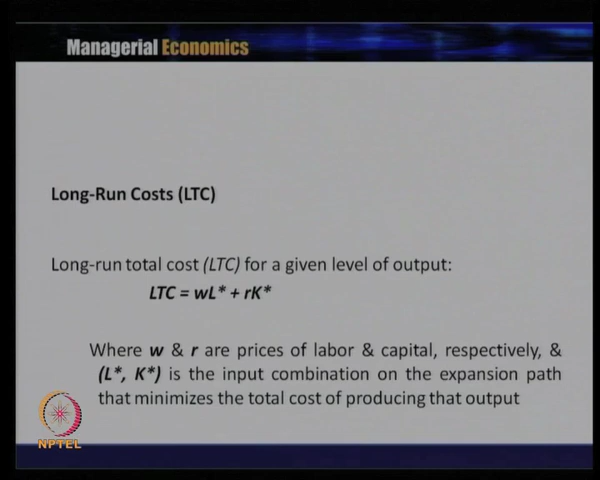 Managerial Economics
Long-Run Costs (LTC)
Long-run total cost (LTC) for a given level of output:
LTC = wL* + rK*
Where w & r are prices of labor & capital, respectively, &
(L*, K*) is the input combination on the expansion path
that minimizes the total cost of producing that output
NPTEL